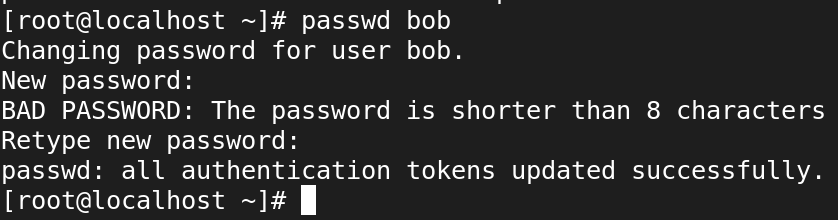 [root@localhost ~]# passwd bob
Changing password for user bob.
New password:
BAD PASSWORD: The password is shorter than 8 characters
Retype new password:
passwd: all authentication tokens updated successfully.
[root@localhost ~]#